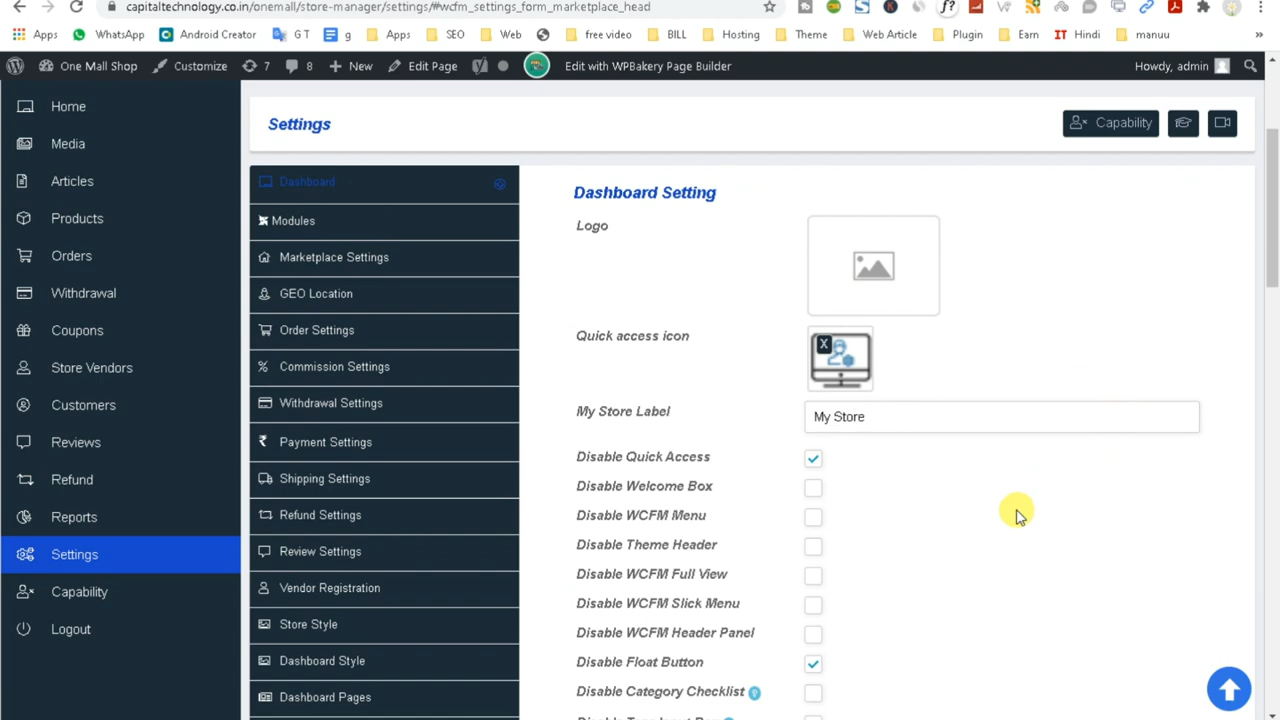 capitaltechnology.co.in/onemall/store-manager/settings/#wcfm_settings_form_marketplace_head
Apps WhatsApp Android Creator G T g Apps SEO Web free video BILL Hosting Theme Web Article Plugin Earn IT Hindi manuu »
One Mall Shop Customize 7 8 New Edit Page Edit with WPBakery Page Builder Howdy, admin
Home
Media
Articles
Products
Orders
Withdrawal
Coupons
Store Vendors
Customers
Reviews
Refund
Reports
Settings
Capability
Logout
Settings
Capability
Dashboard
Modules
Marketplace Settings
GEO Location
Order Settings
Commission Settings
Withdrawal Settings
Payment Settings
Shipping Settings
Refund Settings
Review Settings
Vendor Registration
Store Style
Dashboard Style
Dashboard Pages
Dashboard Setting
Logo
Quick access icon
X
My Store Label
My Store
Disable Quick Access
Disable Welcome Box
Disable WCFM Menu
Disable Theme Header
Disable WCFM Full View
Disable WCFM Slick Menu
Disable WCFM Header Panel
Disable Float Button
Disable Category Checklist